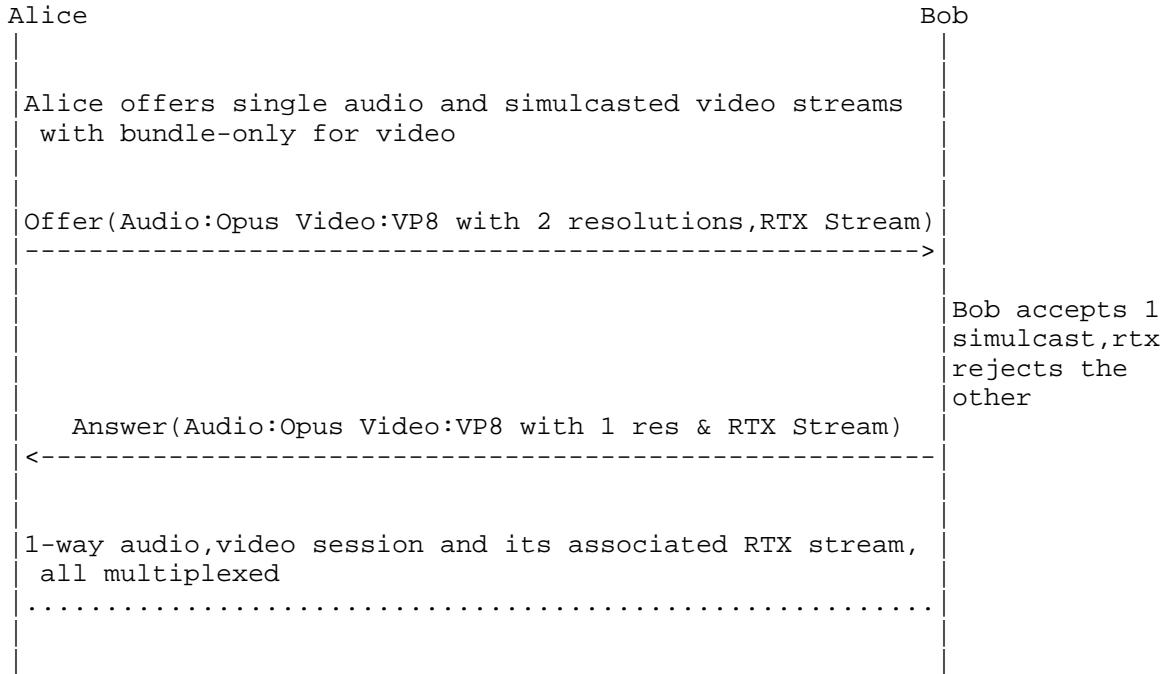 Alice Bob
Alice offers single audio and simulcasted video streams
with bundle-only for video
Offer(Audio:Opus Video:VP8 with 2 resolutions,RTX Stream)
Bob accepts 1
simulcast,rtx
rejects the
other
Answer(Audio:Opus Video:VP8 with 1 res & RTX Stream)
1-way audio,video session and its associated RTX stream,
all multiplexed